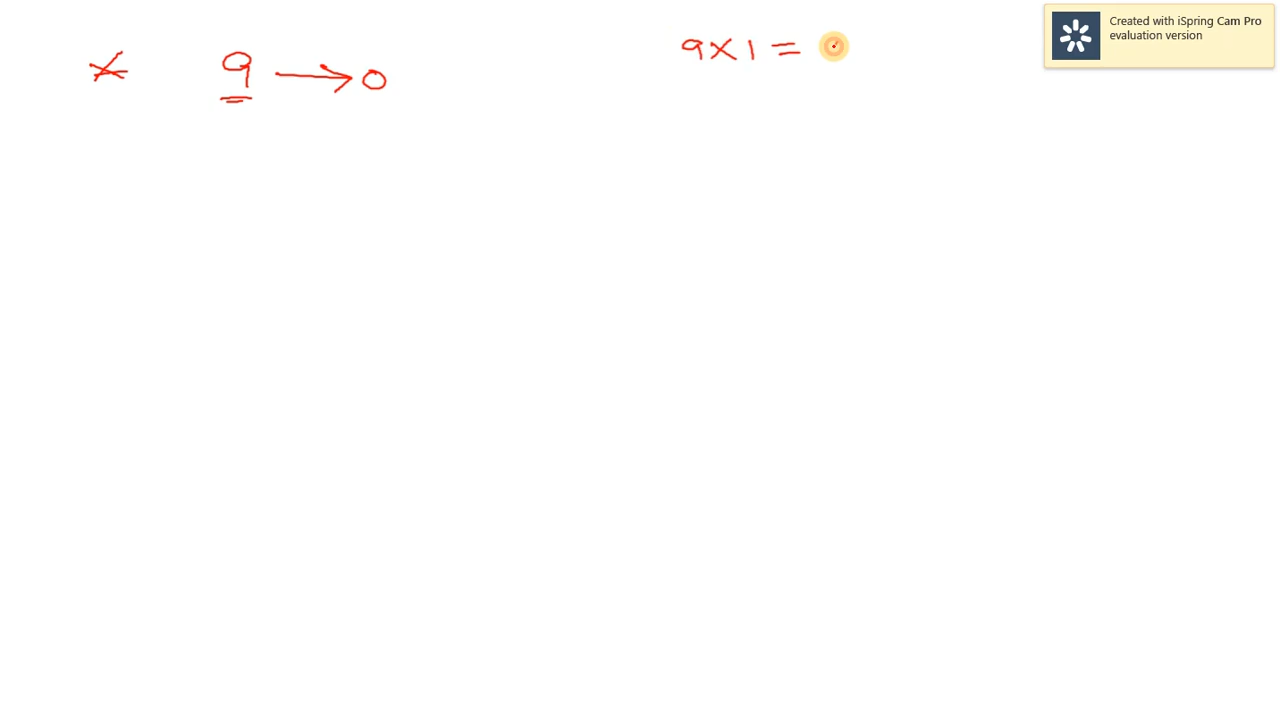 * 9 → 0
9 × 1 =
Created with iSpring Cam Pro
evaluation version